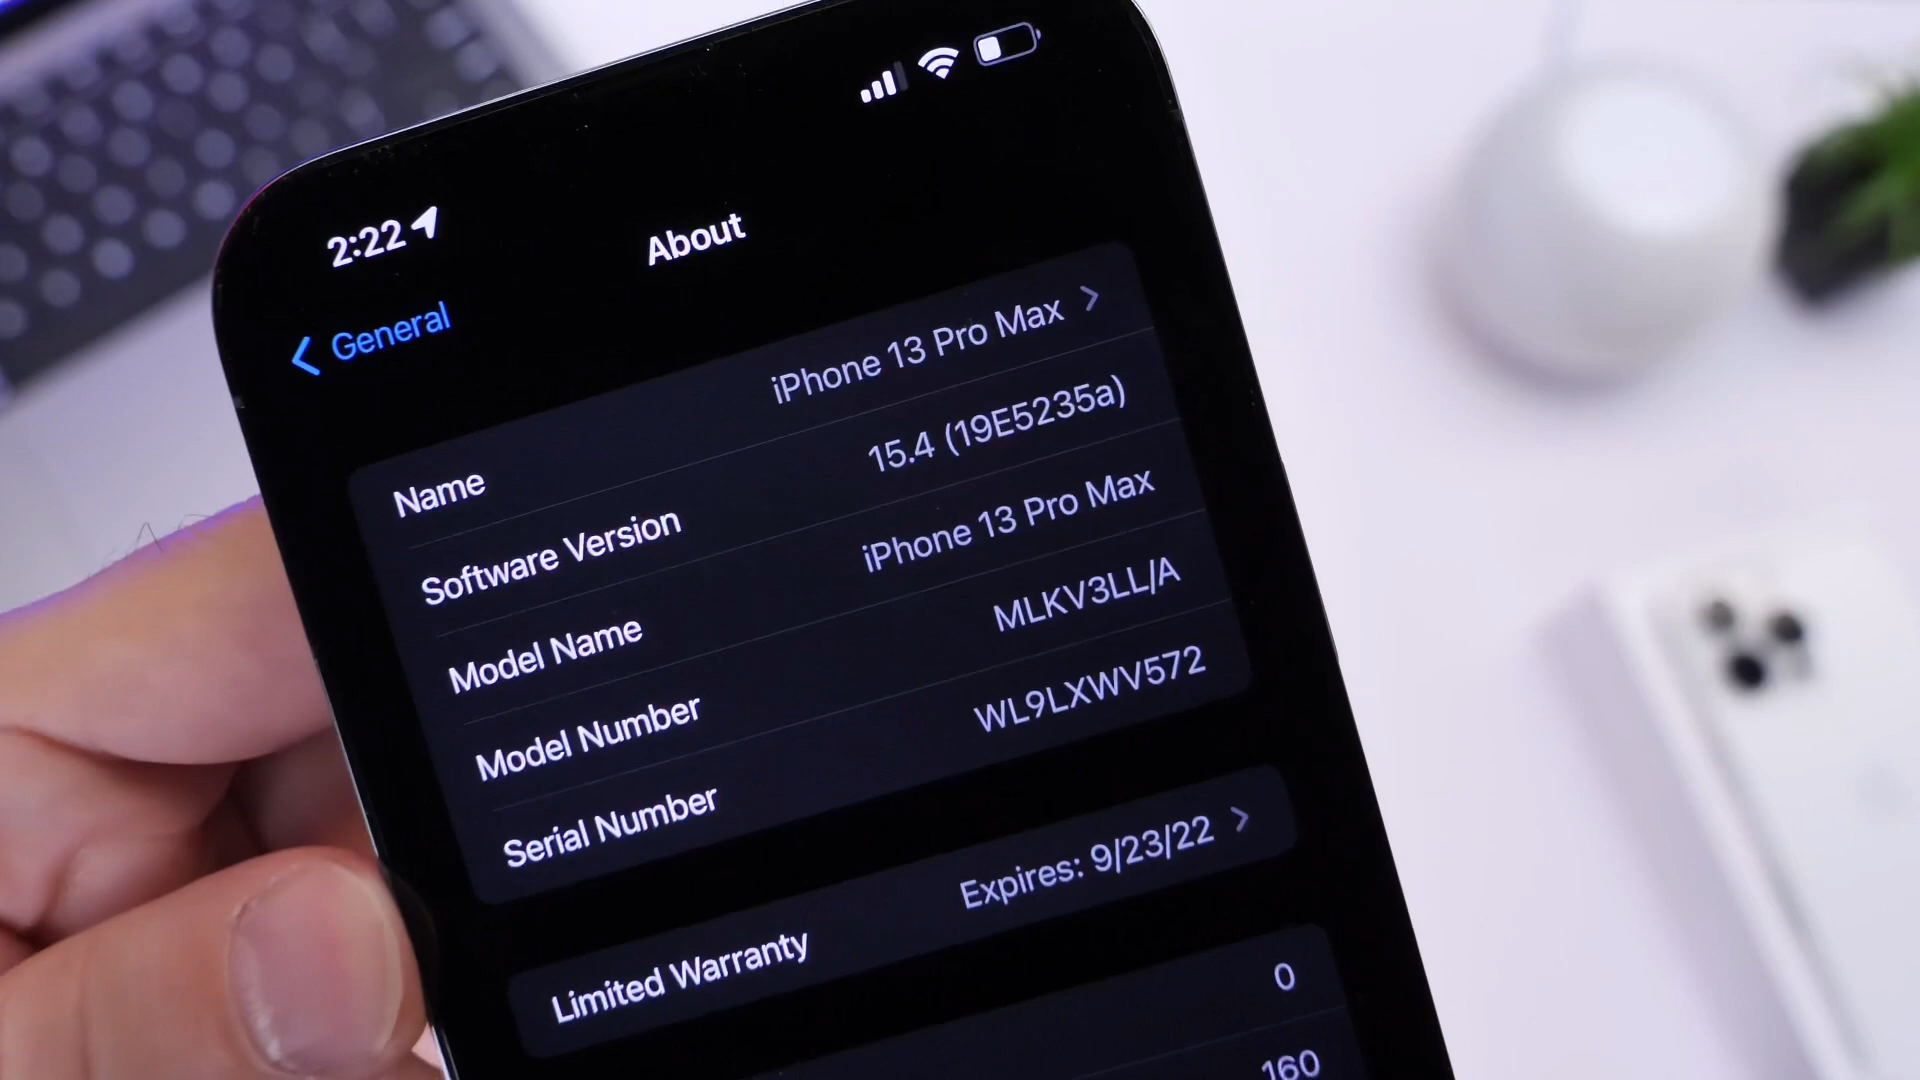 2:22
About
General
Name iPhone 13 Pro Max
Software Version 15.4 (19E5235a)
Model Name iPhone 13 Pro Max
Model Number MLKV3LL/A
Serial Number WL9LXWV572
Limited Warranty Expires: 9/23/22
0
160